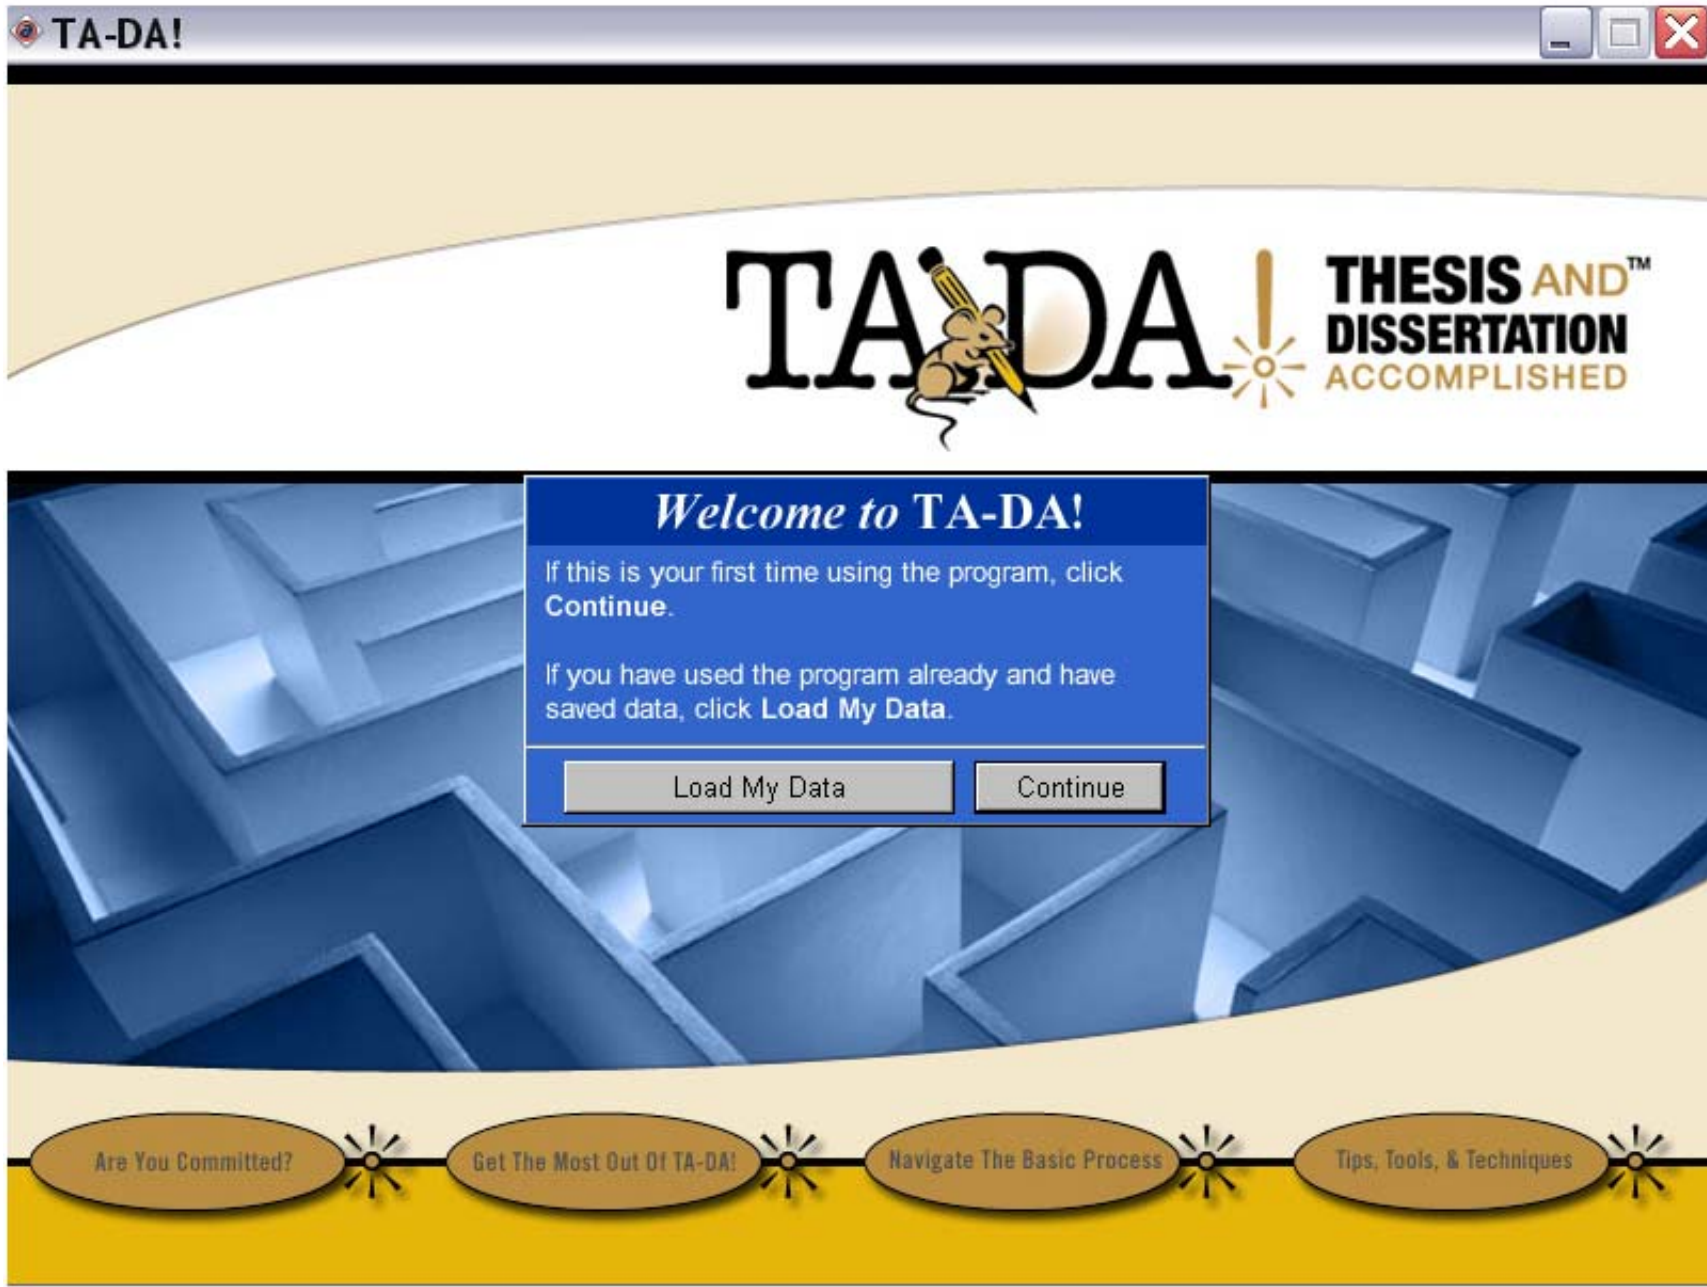 TA-DA!
TA DA!
THESIS AND™
DISSERTATION
ACCOMPLISHED
Welcome to TA-DA!
If this is your first time using the program, click
Continue.
If you have used the program already and have
saved data, click Load My Data.
Load My Data
Continue
Are You Committed?
Get The Most Out Of TA-DA!
Navigate The Basic Process
Tips, Tools, & Techniques